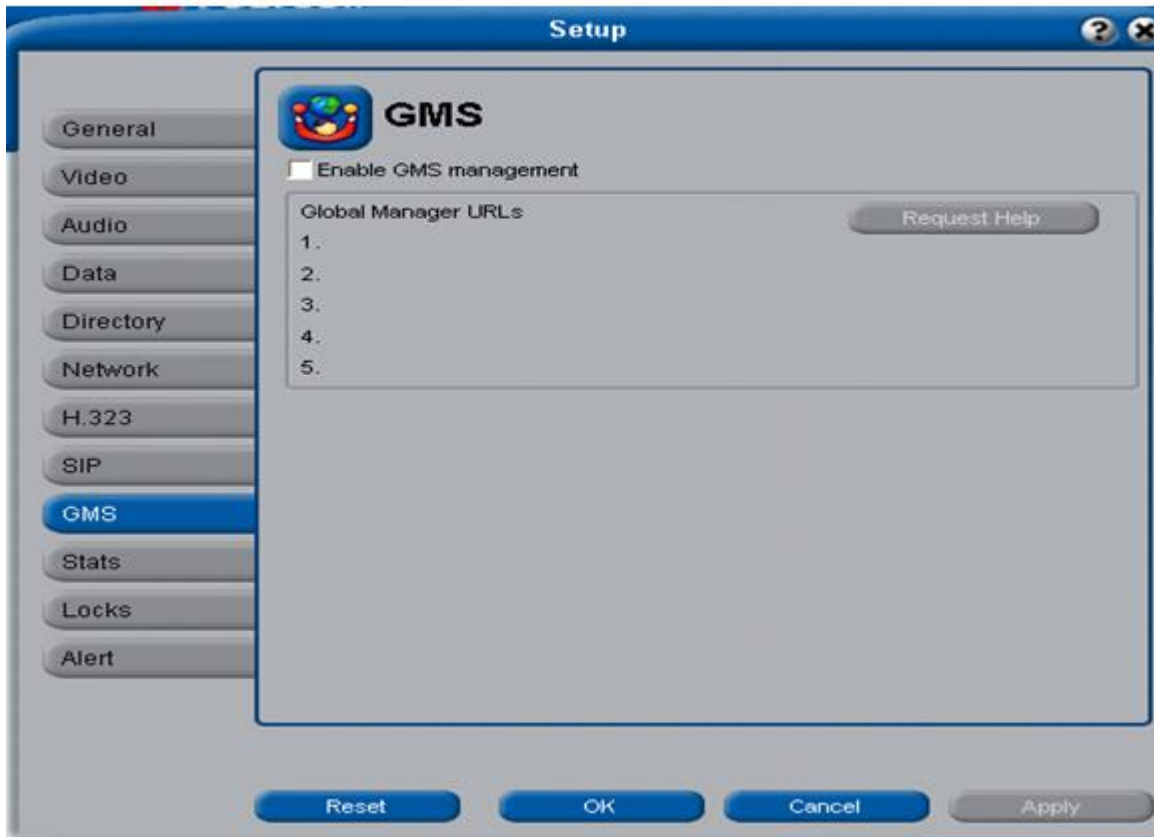 Setup
?
General
Video
Audio
Data
Directory
Network
H.323
SIP
GMS
Stats
Locks
Alert
GMS
Enable GMS management
Global Manager URLs
Request Help
1.
2.
3.
4.
5.
Reset
OK
Cancel
Apply